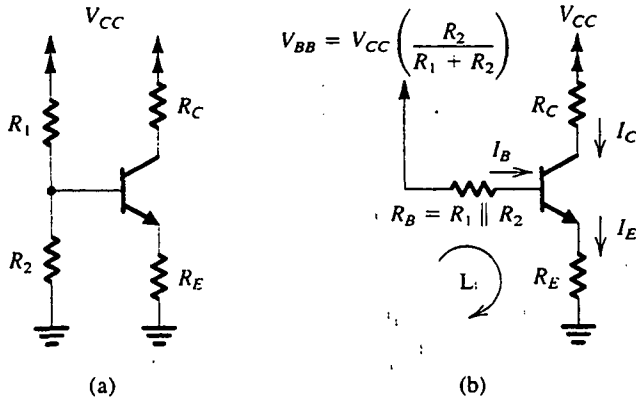 V_CC
R_1
R_C
R_2
R_E
(a)
V_BB = V_CC ( R_2 / R_1 + R_2 )
V_CC
R_C
I_C
I_B
R_B = R_1 || R_2
I_E
L
R_E
(b)